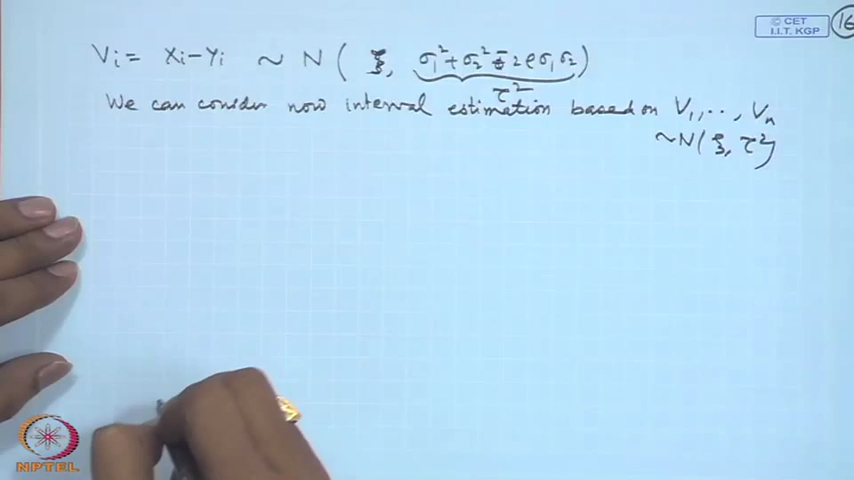 © CET
I.I.T. KGP
16
Vi = Xi-Yi ~ N ( ξ, σ₁²+σ₂²-2ρσ₁σ₂)
τ²
We can consider now interval estimation based on V₁,..., Vn
~N(ξ, τ²)
NPTEL